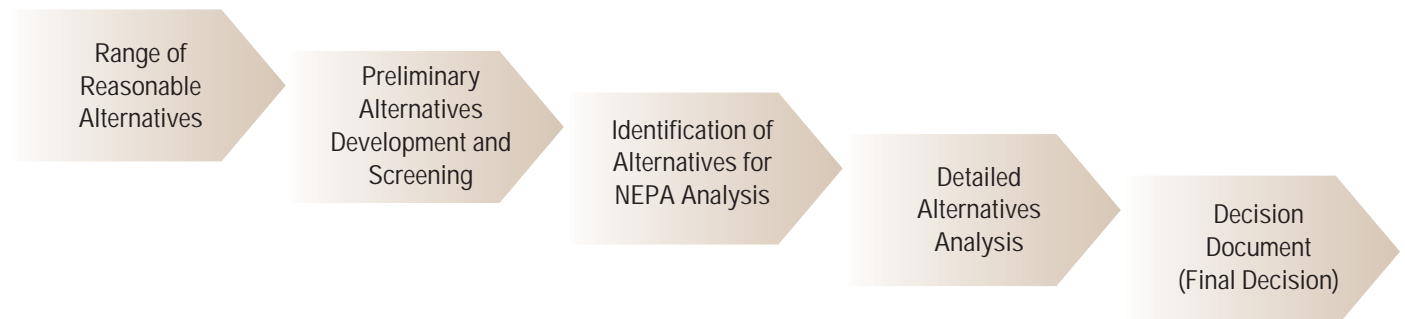 Range of
Reasonable
Alternatives
Preliminary
Alternatives
Development and
Screening
Identification of
Alternatives for
NEPA Analysis
Detailed
Alternatives
Analysis
Decision
Document
(Final Decision)